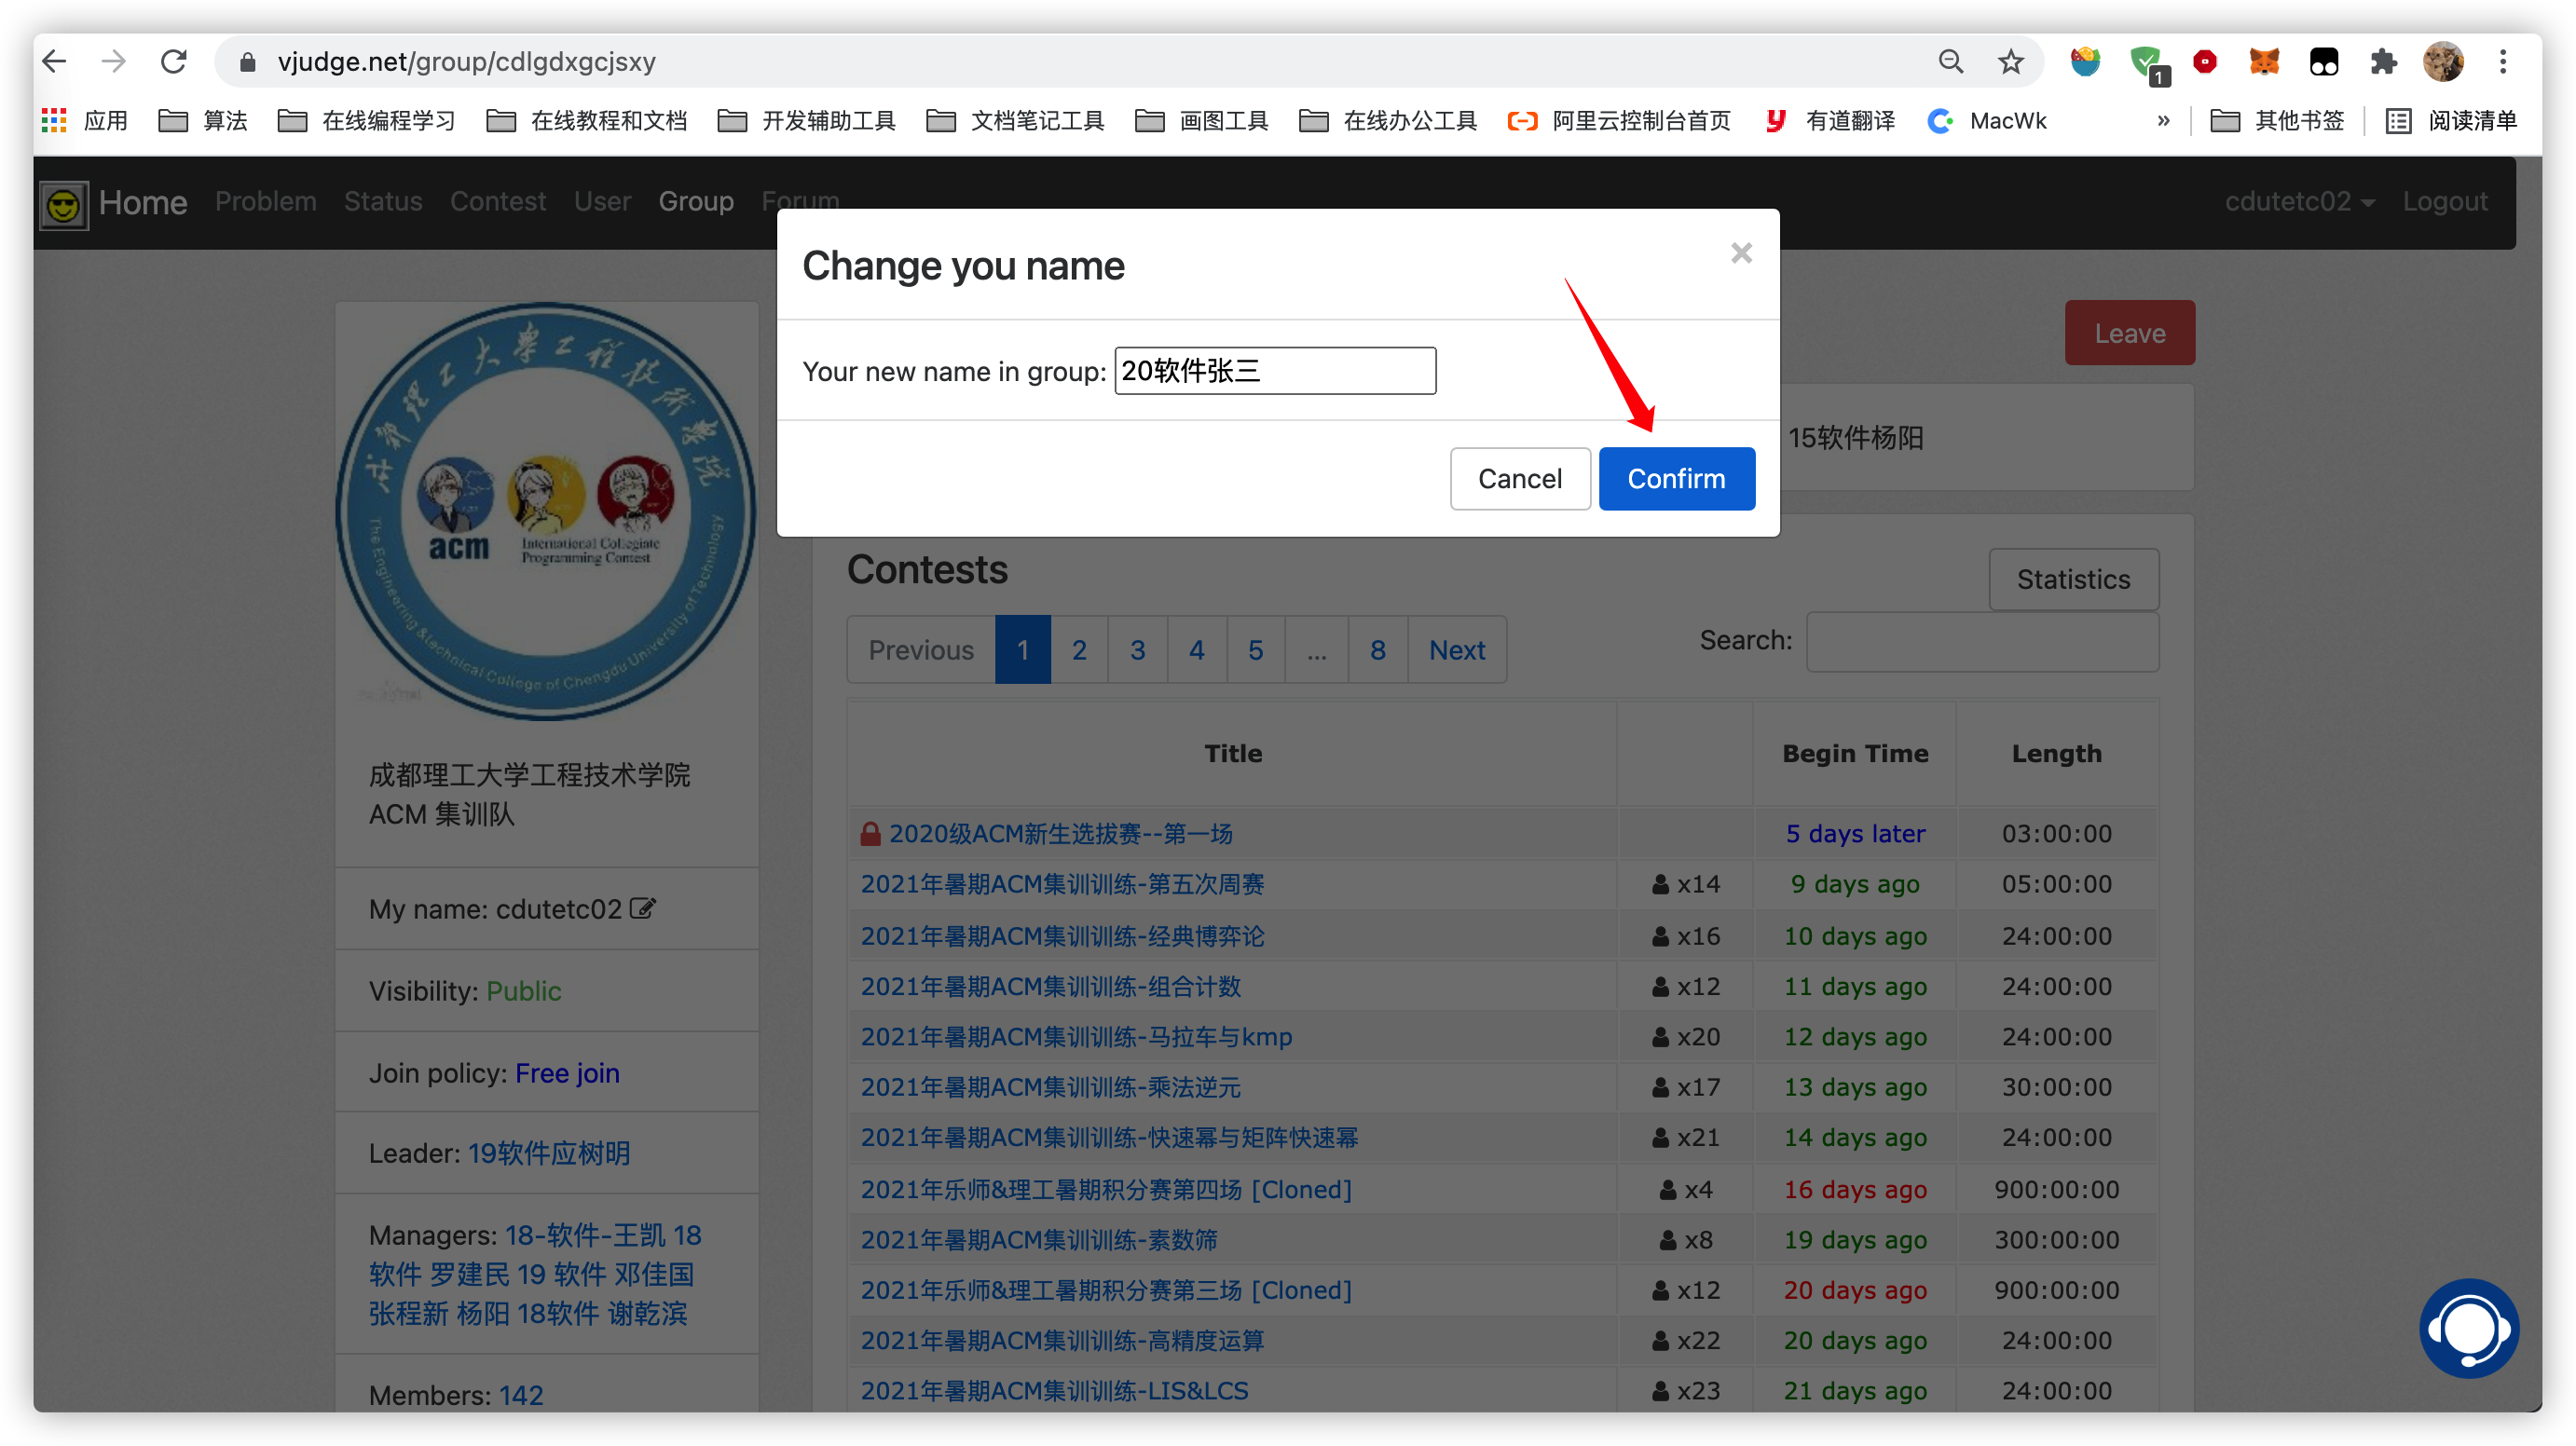 vjudge.net/group/cdlgdxgcjsxy
1
应用 算法 在线编程学习 在线教程和文档 开发辅助工具 文档笔记工具 画图工具 在线办公工具 阿里云控制台首页 有道翻译 MacWk » 其他书签 阅读清单
Home Problem Status Contest User Group Forum cdutetc02 Logout
Change you name ×
Your new name in group: 20软件张三
Cancel Confirm
Leave
15软件杨阳
成都理工大学工程技术学院
The Engineering &Technical College of Chengdu University of Technology
acm International Collegiate
Programming Contest
成都理工大学工程技术学院
ACM 集训队
My name: cdutetc02
Visibility: Public
Join policy: Free join
Leader: 19软件应树明
Managers: 18-软件-王凯 18
软件 罗建民 19 软件 邓佳国
张程新 杨阳 18软件 谢乾滨
Members: 142
Contests
Statistics
Previous 1 2 3 4 5 ... 8 Next
Search:
Title Begin Time Length
2020级ACM新生选拔赛--第一场 5 days later 03:00:00
2021年暑期ACM集训训练-第五次周赛 x14 9 days ago 05:00:00
2021年暑期ACM集训训练-经典博弈论 x16 10 days ago 24:00:00
2021年暑期ACM集训训练-组合计数 x12 11 days ago 24:00:00
2021年暑期ACM集训训练-马拉车与kmp x20 12 days ago 24:00:00
2021年暑期ACM集训训练-乘法逆元 x17 13 days ago 30:00:00
2021年暑期ACM集训训练-快速幂与矩阵快速幂 x21 14 days ago 24:00:00
2021年乐师&理工暑期积分赛第四场 [Cloned] x4 16 days ago 900:00:00
2021年暑期ACM集训训练-素数筛 x8 19 days ago 300:00:00
2021年乐师&理工暑期积分赛第三场 [Cloned] x12 20 days ago 900:00:00
2021年暑期ACM集训训练-高精度运算 x22 20 days ago 24:00:00
2021年暑期ACM集训训练-LIS&LCS x23 21 days ago 24:00:00